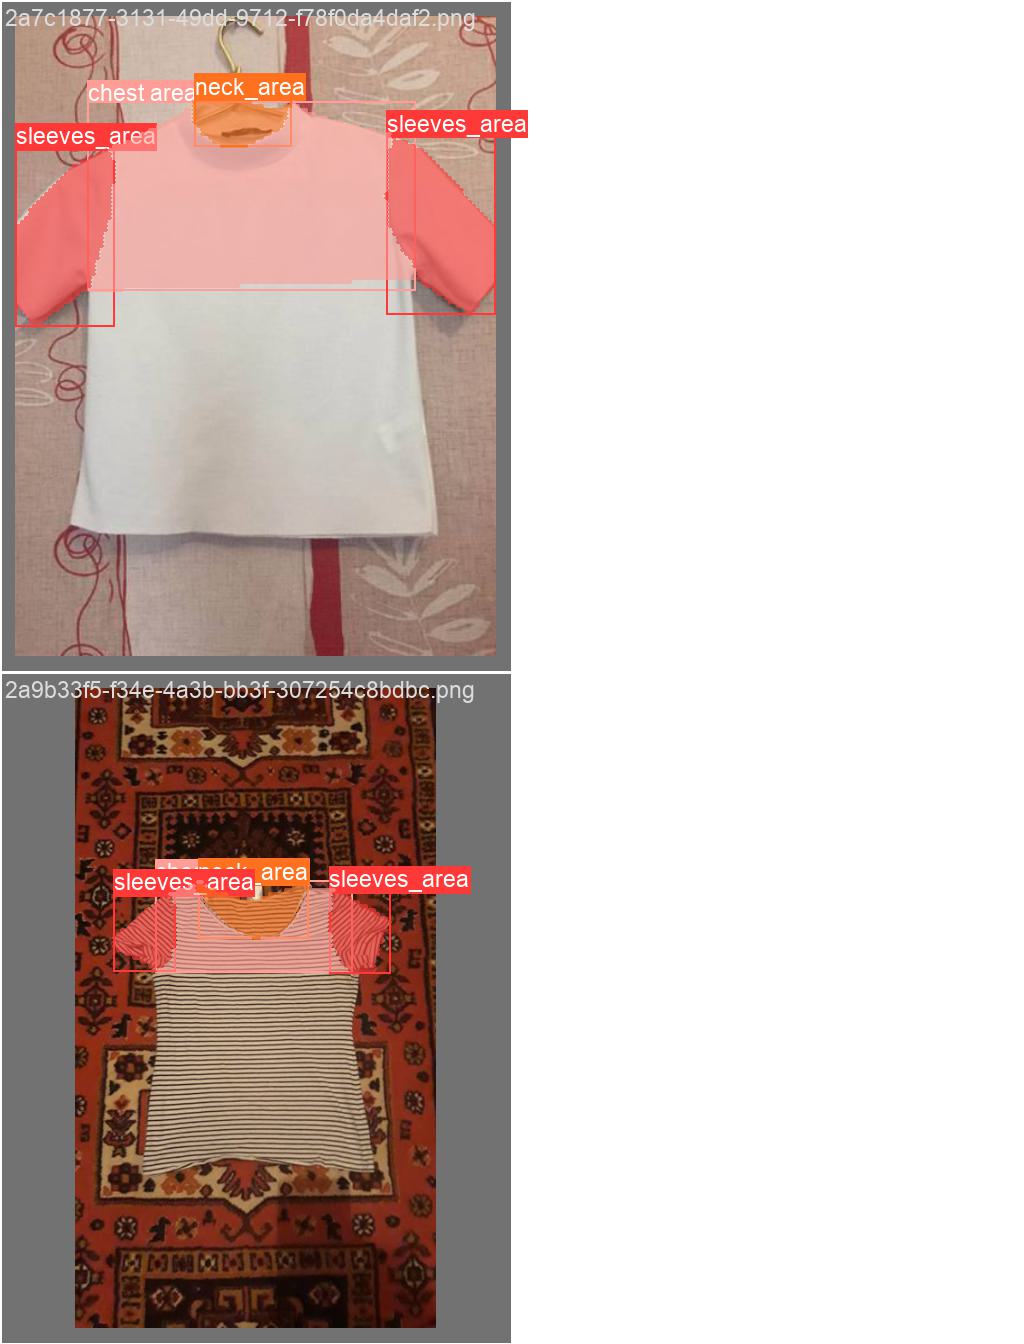 2a7c1877-3131-49dd-9712-f78f0da4daf2.png
chest area
neck_area
sleeves_area
sleeves_area
2a9b33f5-f34e-4a3b-bb3f-307254c8bdbc.png
neck_area
sleeves_area
sleeves_area